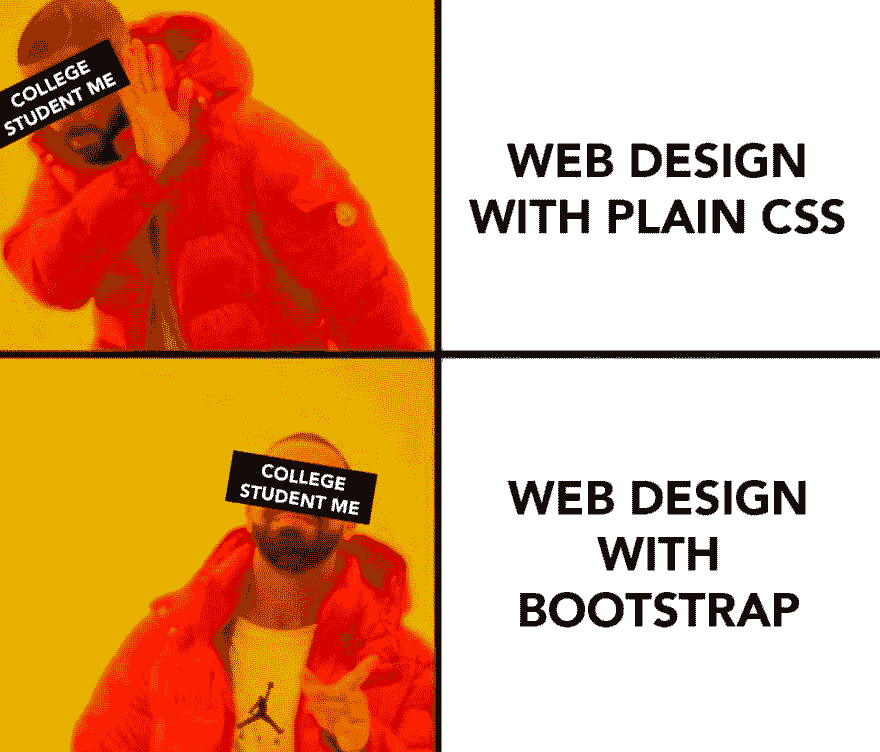 COLLEGE
STUDENT ME
WEB DESIGN
WITH PLAIN CSS
COLLEGE
STUDENT ME
WEB DESIGN
WITH
BOOTSTRAP